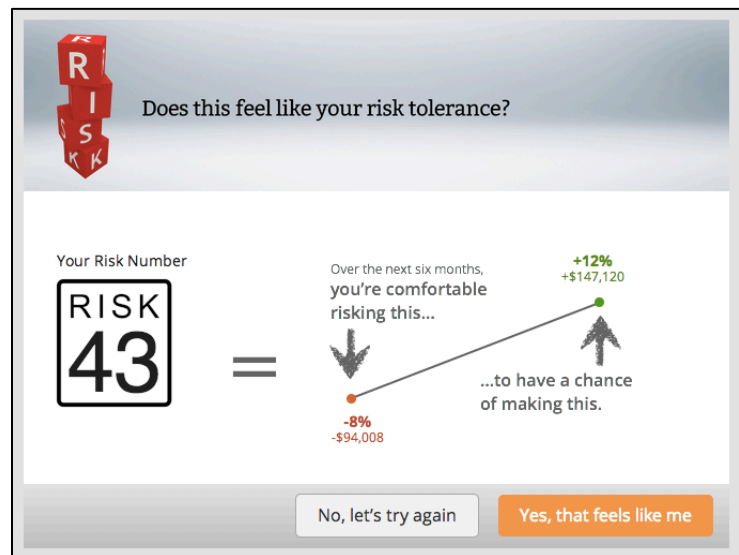 R
R
I
S
S
K
K
Does this feel like your risk tolerance?
Your Risk Number
RISK
43
=
Over the next six months,
you're comfortable
risking this...
-8%
-$94,008
+12%
+$147,120
...to have a chance
of making this.
No, let's try again
Yes, that feels like me